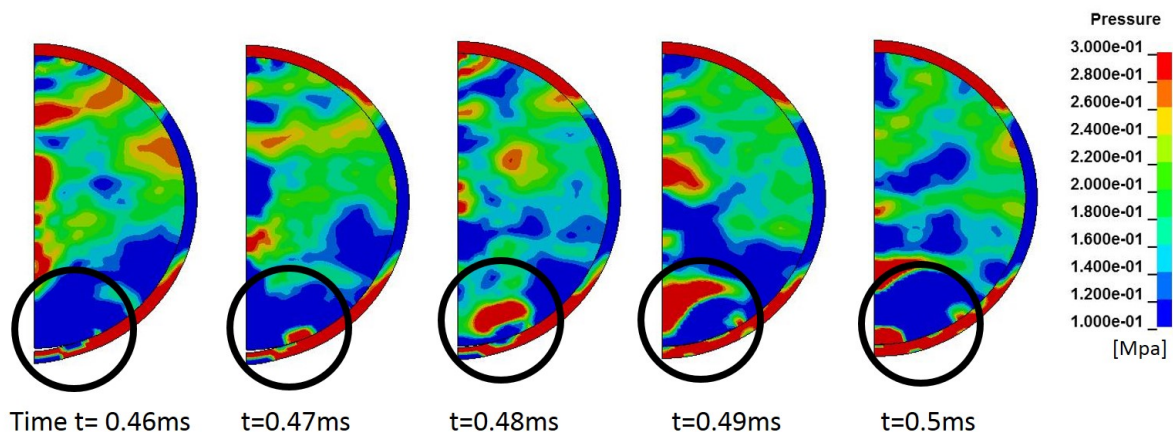 Pressure
3.000e-01
2.800e-01
2.600e-01
2.400e-01
2.200e-01
2.000e-01
1.800e-01
1.600e-01
1.400e-01
1.200e-01
1.000e-01
[Mpa]
Time t= 0.46ms
t=0.47ms
t=0.48ms
t=0.49ms
t=0.5ms